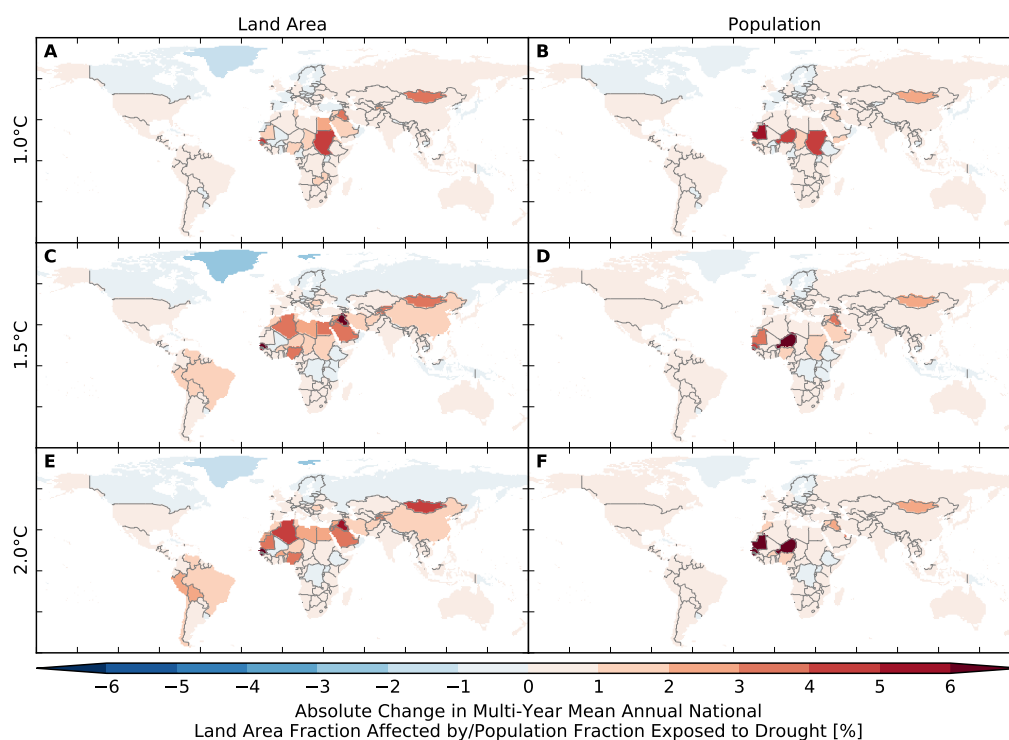 Land Area
Population
A
B
1.0°C
C
D
1.5°C
E
F
2.0°C
−6 −5 −4 −3 −2 −1 0 1 2 3 4 5 6
Absolute Change in Multi-Year Mean Annual National
Land Area Fraction Affected by/Population Fraction Exposed to Drought [%]